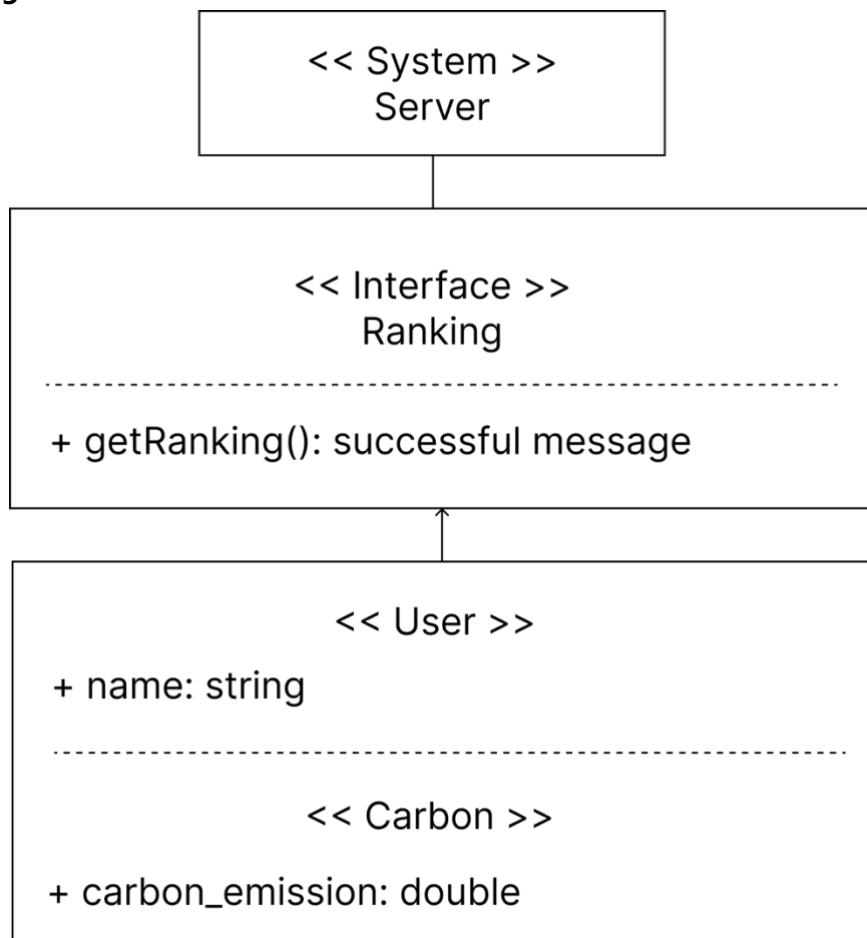 << System >>
Server
<< Interface >>
Ranking
+ getRanking(): successful message
<< User >>
+ name: string
<< Carbon >>
+ carbon_emission: double